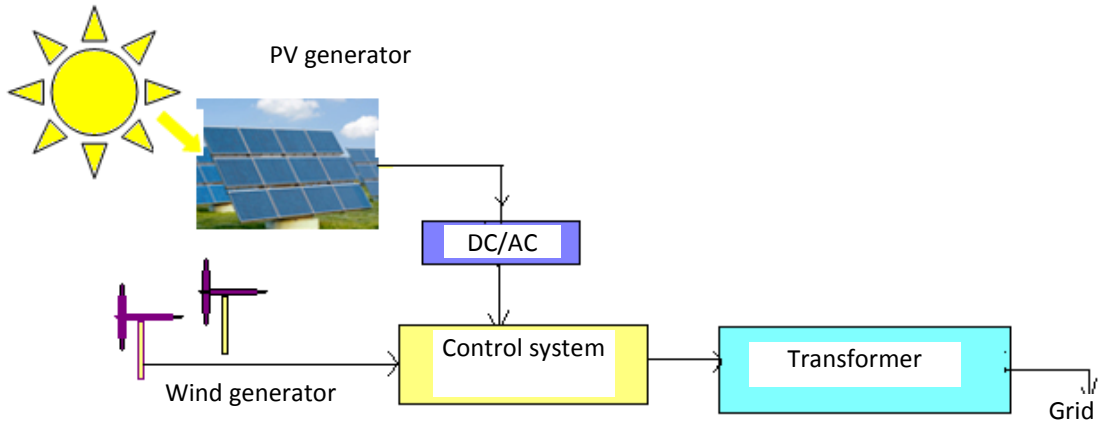 PV generator
DC/AC
Control system
Transformer
Wind generator
Grid